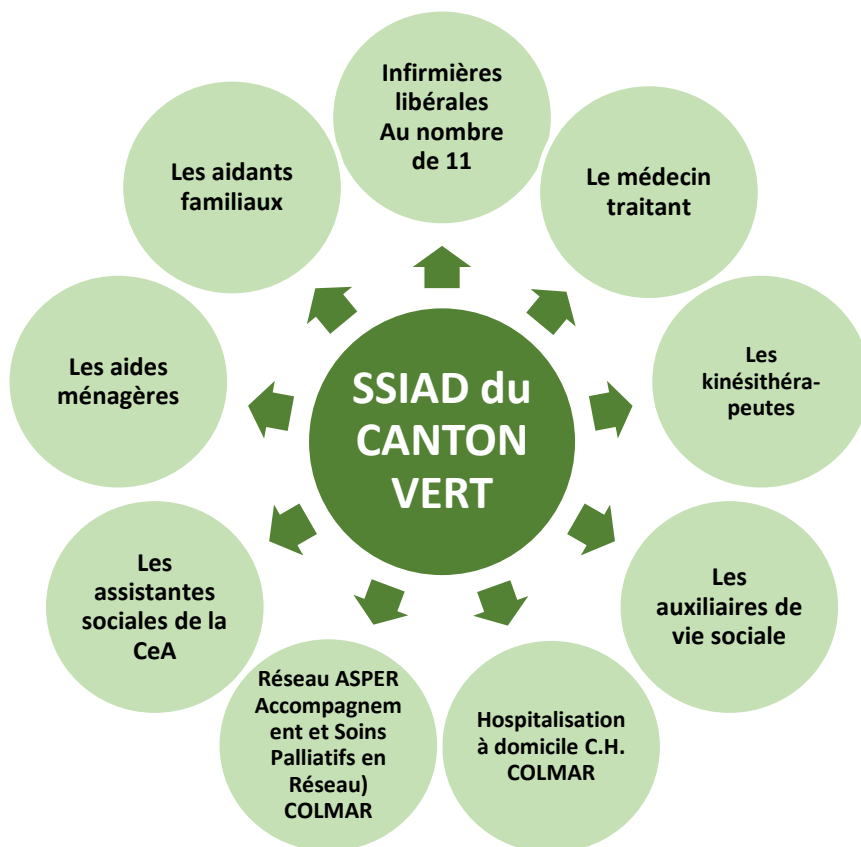 Infirmières
libérales
Au nombre
de 11
Le médecin
traitant
Les
kinésithéra-
peutes
Les
auxiliaires de
vie sociale
Hospitalisation
à domicile C.H.
COLMAR
Réseau ASPER
Accompagnem
ent et Soins
Palliatifs en
Réseau)
COLMAR
Les
assistantes
sociales de la
CeA
Les aides
ménagères
Les aidants
familiaux
SSIAD du
CANTON
VERT